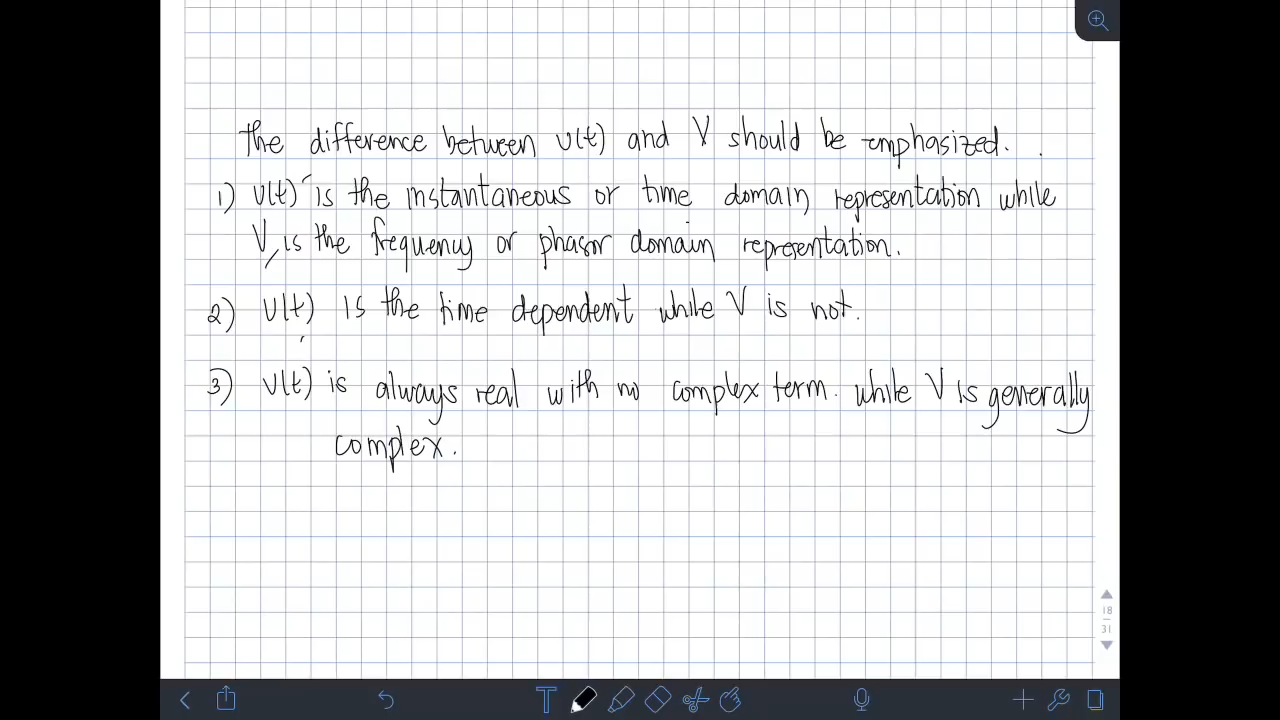 The difference between v(t) and V should be emphasized.
1) v(t) is the instantaneous or time domain representation while
V, is the frequency or phasor domain representation.
2) v(t) is the time dependent while V is not.
3) v(t) is always real with no complex term. while V is generally
complex.
18
31
T